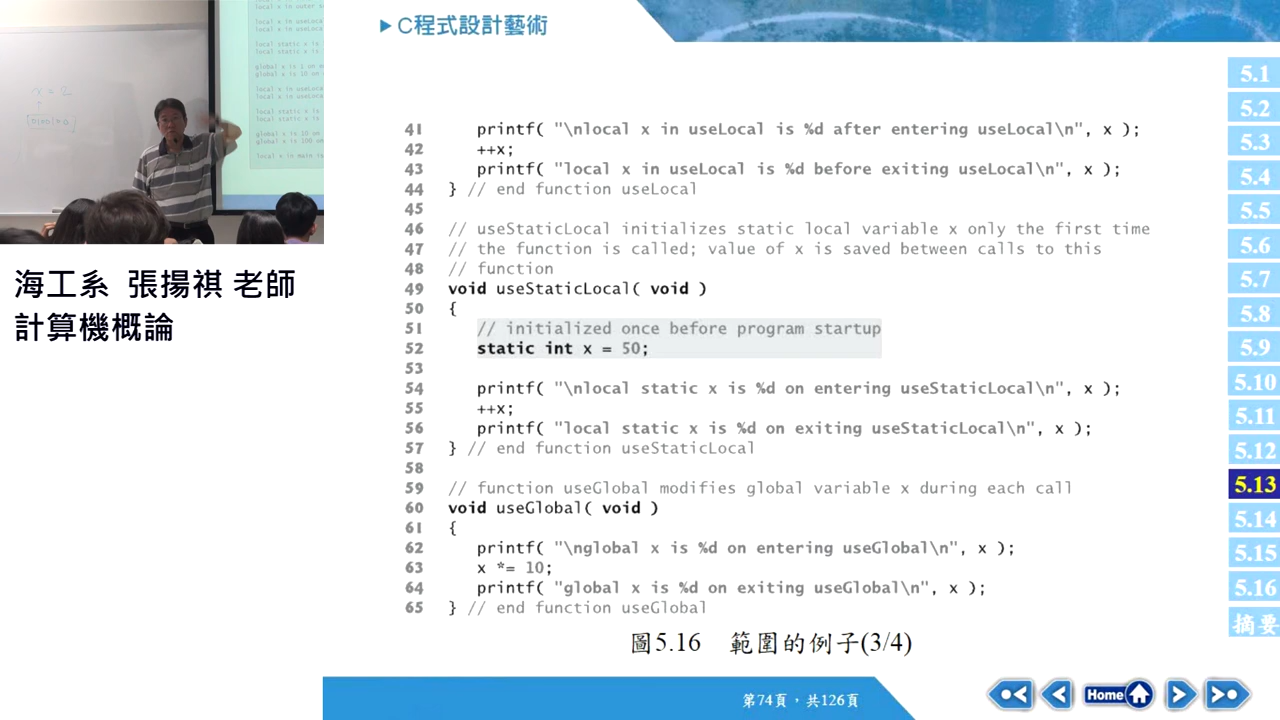 C程式設計藝術
海工系 張揚祺 老師
計算機概論
41 printf( "\nlocal x in useLocal is %d after entering useLocal\n", x );
42 ++x;
43 printf( "local x in useLocal is %d before exiting useLocal\n", x );
44 } // end function useLocal
45
46 // useStaticLocal initializes static local variable x only the first time
47 // the function is called; value of x is saved between calls to this
48 // function
49 void useStaticLocal( void )
50 {
51 // initialized once before program startup
52 static int x = 50;
53
54 printf( "\nlocal static x is %d on entering useStaticLocal\n", x );
55 ++x;
56 printf( "local static x is %d on exiting useStaticLocal\n", x );
57 } // end function useStaticLocal
58
59 // function useGlobal modifies global variable x during each call
60 void useGlobal( void )
61 {
62 printf( "\nglobal x is %d on entering useGlobal\n", x );
63 x *= 10;
64 printf( "global x is %d on exiting useGlobal\n", x );
65 } // end function useGlobal
圖5.16 範圍的例子(3/4)
5.1
5.2
5.3
5.4
5.5
5.6
5.7
5.8
5.9
5.10
5.11
5.12
5.13
5.14
5.15
5.16
摘要
第74頁，共126頁
Home